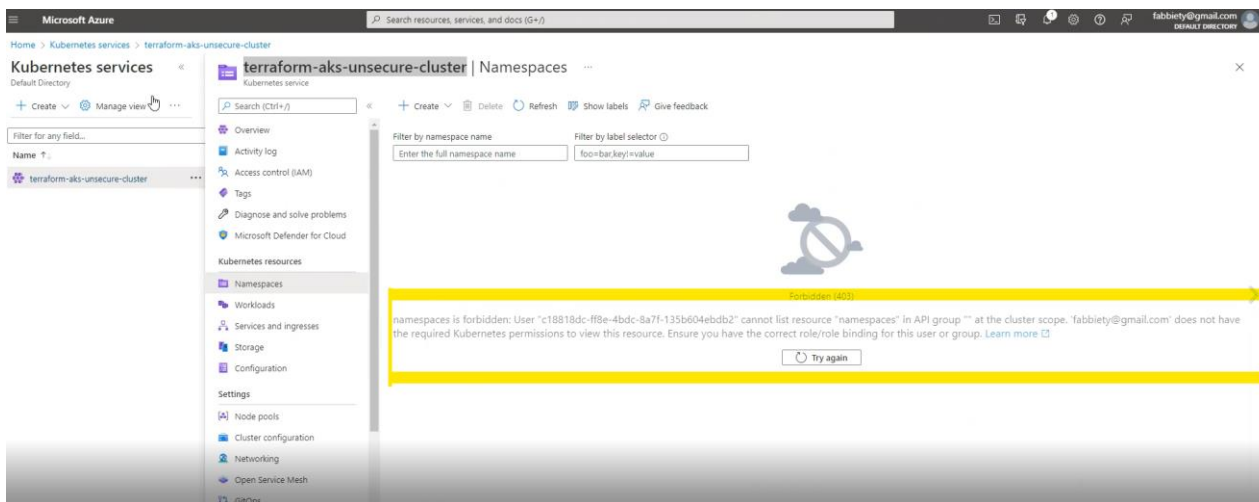 Microsoft Azure
Search resources, services, and docs (G+/)
fabbiety@gmail.com
DEFAULT DIRECTORY
Home > Kubernetes services > terraform-aks-unsecure-cluster
Kubernetes services «
Default Directory
+ Create Manage view ...
Filter for any field...
Name ↑
terraform-aks-unsecure-cluster ...
terraform-aks-unsecure-cluster | Namespaces ...
Kubernetes service
Search (Ctrl+/) «
Overview
Activity log
Access control (IAM)
Tags
Diagnose and solve problems
Microsoft Defender for Cloud
Kubernetes resources
Namespaces
Workloads
Services and ingresses
Storage
Configuration
Settings
Node pools
Cluster configuration
Networking
Open Service Mesh
GitOps
+ Create Delete Refresh Show labels Give feedback
Filter by namespace name Filter by label selector
Enter the full namespace name foo=bar,key!=value
Forbidden (403)
namespaces is forbidden: User "c18818dc-ff8e-4bdc-8a7f-135b604ebdb2" cannot list resource "namespaces" in API group "" at the cluster scope. 'fabbiety@gmail.com' does not have
the required Kubernetes permissions to view this resource. Ensure you have the correct role/role binding for this user or group. Learn more
Try again